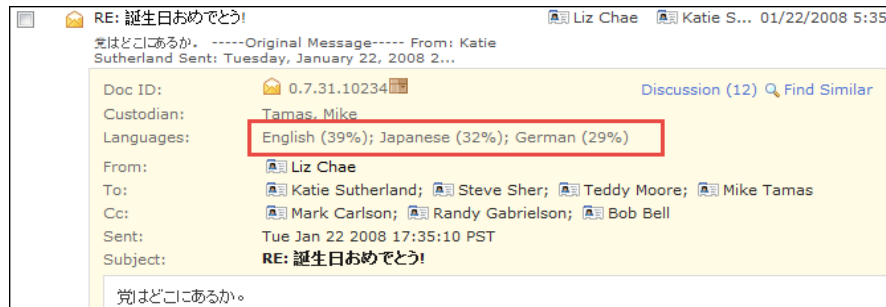 RE: 誕生日おめでとう! Liz Chae Katie S... 01/22/2008 5:35
党はどこにあるか。 -----Original Message----- From: Katie
Sutherland Sent: Tuesday, January 22, 2008 2...
Doc ID: 0.7.31.10234 Discussion (12) Find Similar
Custodian: Tamas, Mike
Languages: English (39%); Japanese (32%); German (29%)
From: Liz Chae
To: Katie Sutherland; Steve Sher; Teddy Moore; Mike Tamas
Cc: Mark Carlson; Randy Gabrielson; Bob Bell
Sent: Tue Jan 22 2008 17:35:10 PST
Subject: RE: 誕生日おめでとう!
党はどこにあるか。